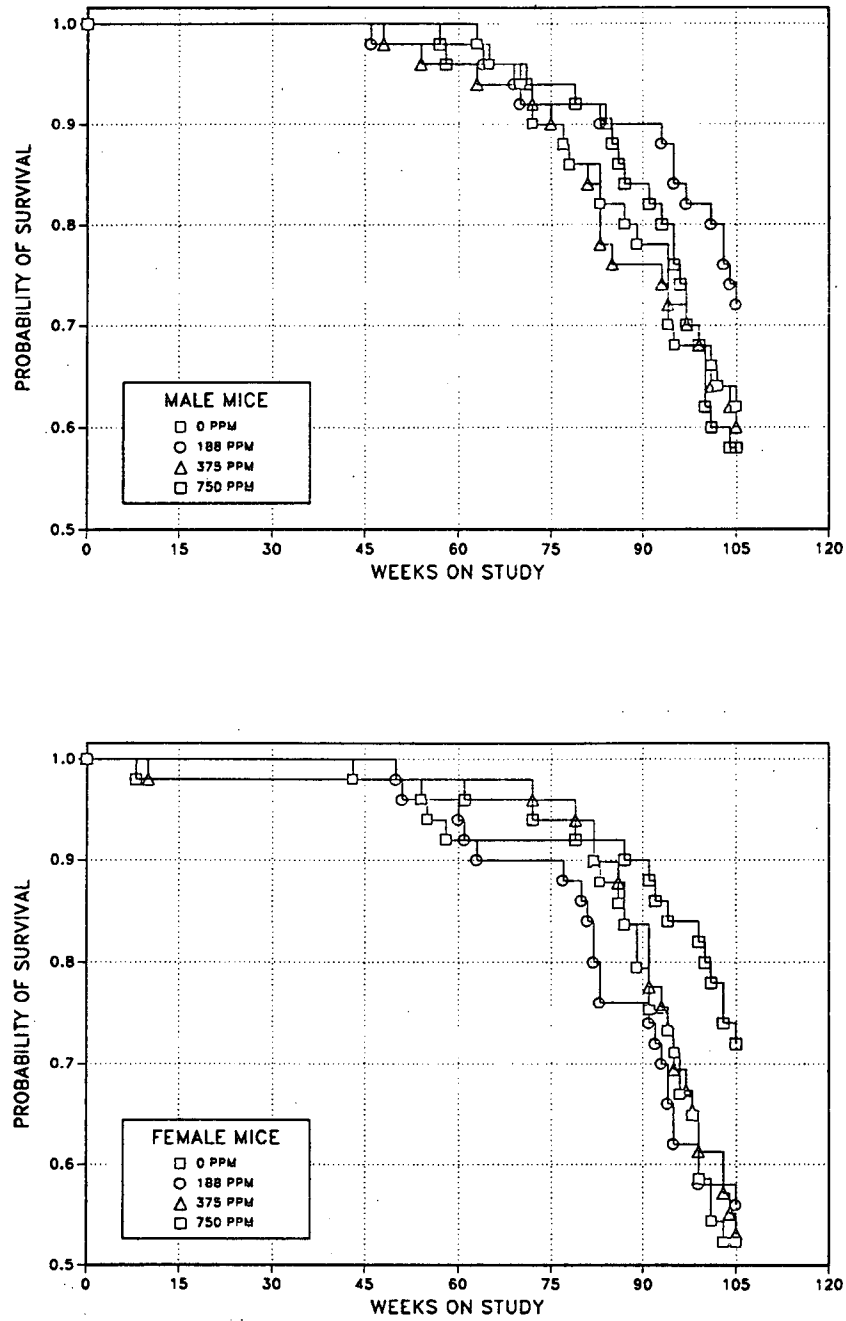 1.0
0.9
0.8
0.7
0.6
0.5
PROBABILITY OF SURVIVAL
MALE MICE
0 PPM
188 PPM
375 PPM
750 PPM
0 15 30 45 60 75 90 105 120
WEEKS ON STUDY
1.0
0.9
0.8
0.7
0.6
0.5
PROBABILITY OF SURVIVAL
FEMALE MICE
0 PPM
188 PPM
375 PPM
750 PPM
0 15 30 45 60 75 90 105 120
WEEKS ON STUDY